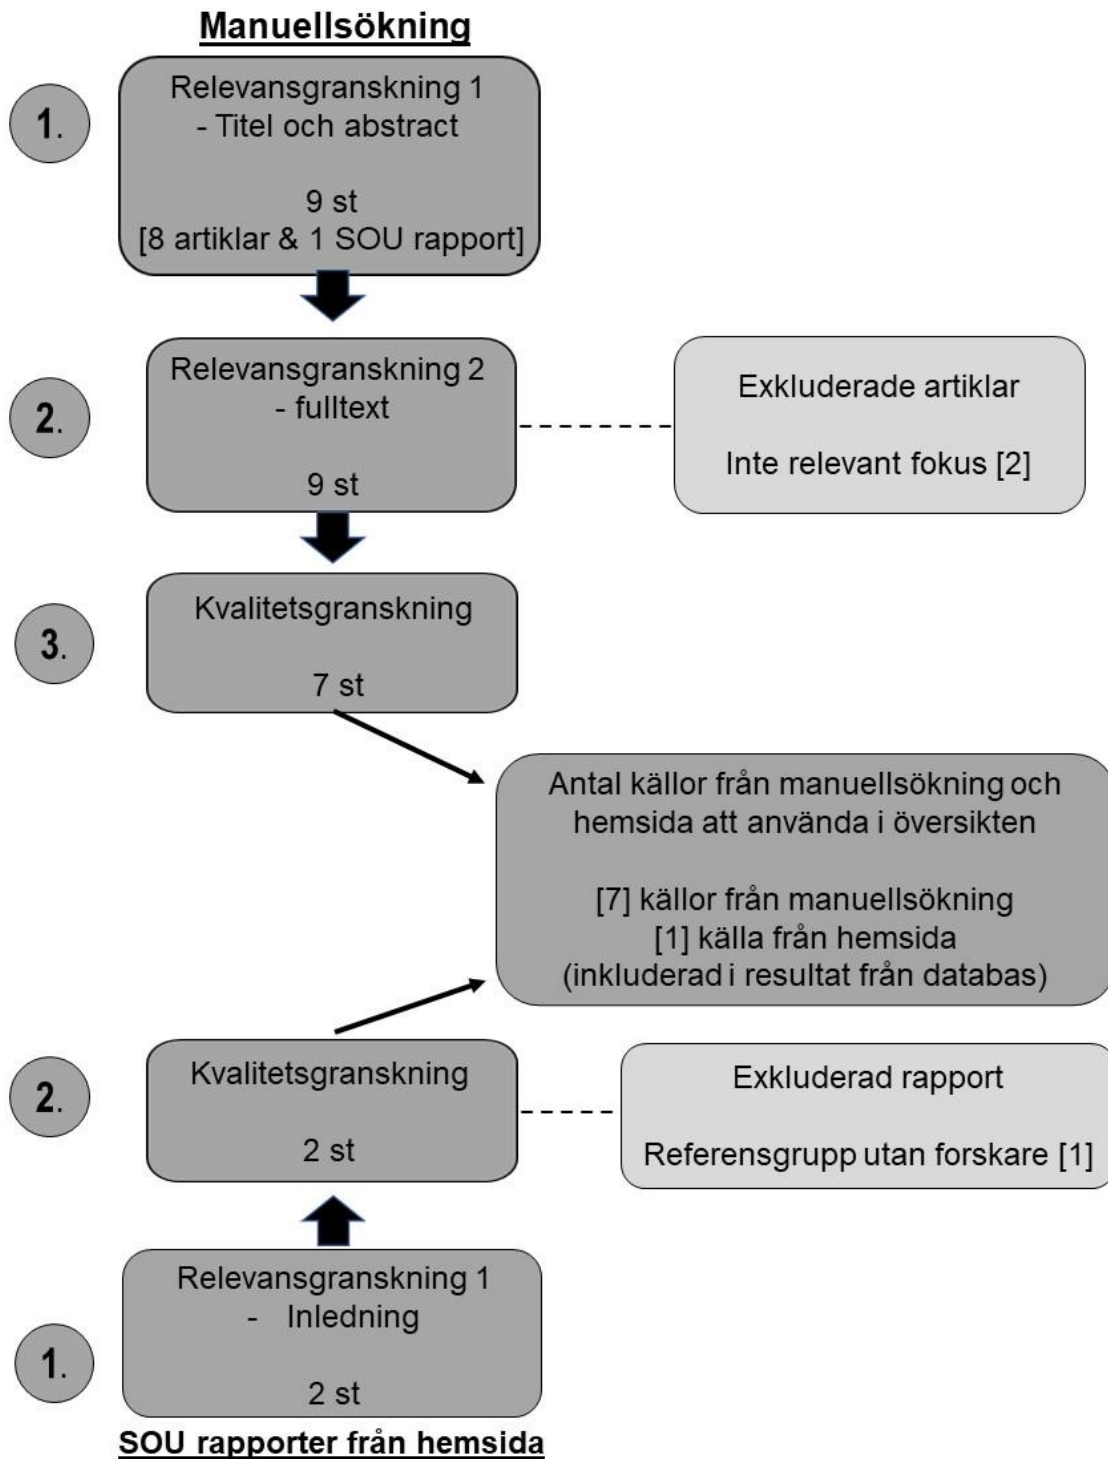 Manuellsökning
1.
Relevansgranskning 1
- Titel och abstract
9 st
[8 artiklar & 1 SOU rapport]
2.
Relevansgranskning 2
- fulltext
9 st
Exkluderade artiklar
Inte relevant fokus [2]
3.
Kvalitetsgranskning
7 st
Antal källor från manuellsökning och
hemsida att använda i översikten
[7] källor från manuellsökning
[1] källa från hemsida
(inkluderad i resultat från databas)
2.
Kvalitetsgranskning
2 st
Exkluderad rapport
Referensgrupp utan forskare [1]
1.
Relevansgranskning 1
- Inledning
2 st
SOU rapporter från hemsida